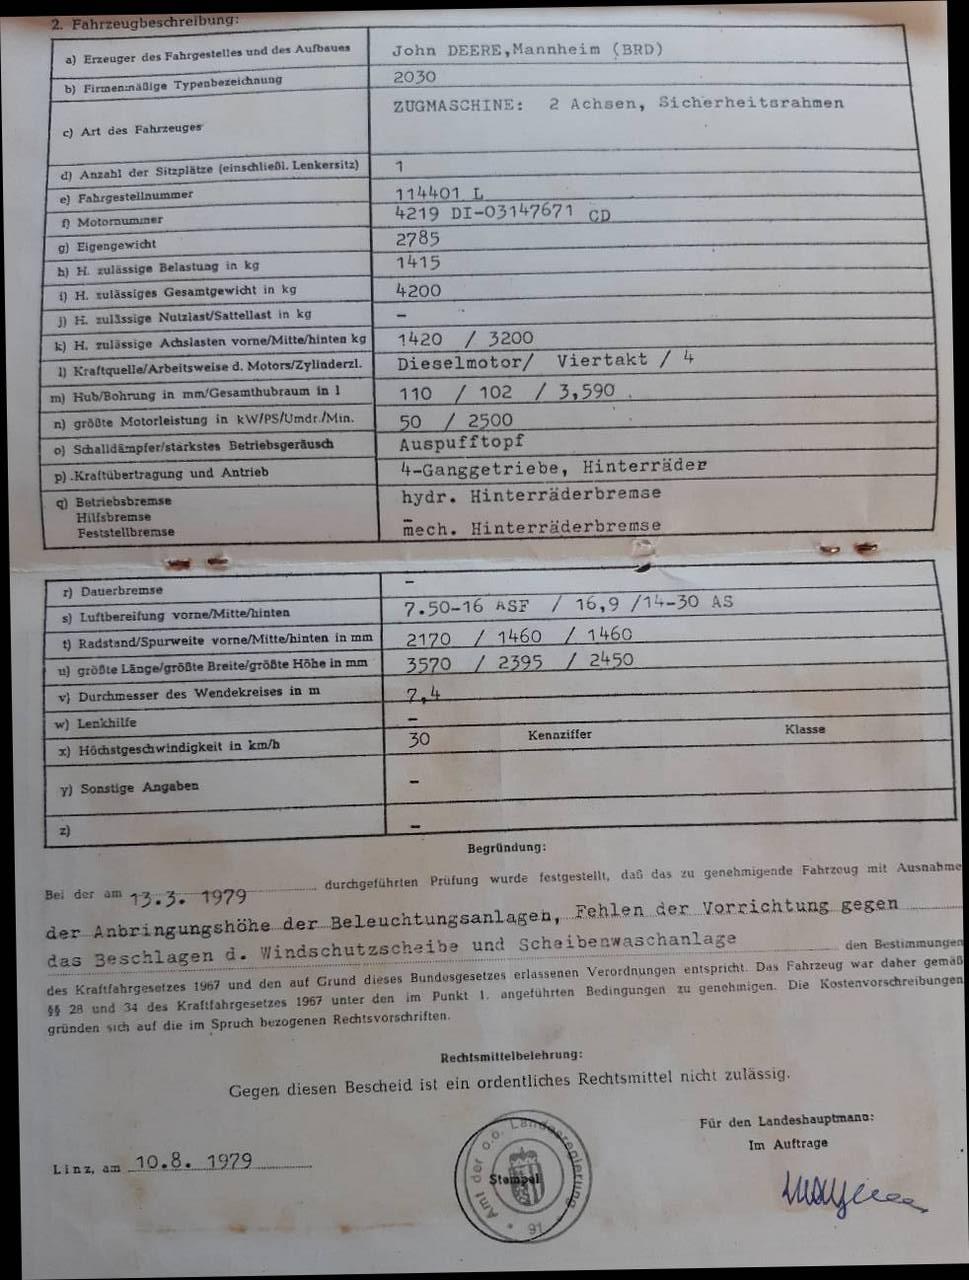 2. Fahrzeugbeschreibung:
a) Erzeuger des Fahrgestelles und des Aufbaues John DEERE,Mannheim (BRD)
b) Firmenmäßige Typenbezeichnung 2030
c) Art des Fahrzeuges ZUGMASCHINE: 2 Achsen, Sicherheitsrahmen
d) Anzahl der Sitzplätze (einschließl. Lenkersitz) 1
e) Fahrgestellnummer 114401 L
f) Motornummer 4219 DI-03147671 CD
g) Eigengewicht 2785
h) H. zulässige Belastung in kg 1415
i) H. zulässiges Gesamtgewicht in kg 4200
j) H. zulässige Nutzlast/Sattellast in kg –
k) H. zulässige Achslasten vorne/Mitte/hinten kg 1420 / 3200
l) Kraftquelle/Arbeitsweise d. Motors/Zylinderzl. Dieselmotor/ Viertakt / 4
m) Hub/Bohrung in mm/Gesamthubraum in l 110 / 102 / 3,590
n) größte Motorleistung in kW/PS/Umdr./Min. 50 / 2500
o) Schalldämpfer/stärkstes Betriebsgeräusch Auspufftopf
p) Kraftübertragung und Antrieb 4-Ganggetriebe, Hinterräder
q) Betriebsbremse hydr. Hinterräderbremse
Hilfsbremse –
Feststellbremse mech. Hinterräderbremse
r) Dauerbremse –
s) Luftbereifung vorne/Mitte/hinten 7.50-16 ASF / 16,9 /14-30 AS
t) Radstand/Spurweite vorne/Mitte/hinten in mm 2170 / 1460 / 1460
u) größte Länge/größte Breite/größte Höhe in mm 3570 / 2395 / 2450
v) Durchmesser des Wendekreises in m 7,4
w) Lenkhilfe –
x) Höchstgeschwindigkeit in km/h 30 Kennziffer Klasse
y) Sonstige Angaben –
z) –
Begründung:
Bei der am 13.3. 1979 durchgeführten Prüfung wurde festgestellt, daß das zu genehmigende Fahrzeug mit Ausnahme
der Anbringungshöhe der Beleuchtungsanlagen, Fehlen der Vorrichtung gegen
das Beschlagen d. Windschutzscheibe und Scheibenwaschanlage den Bestimmungen
des Kraftfahrgesetzes 1967 und den auf Grund dieses Bundesgesetzes erlassenen Verordnungen entspricht. Das Fahrzeug war daher gemäß
§§ 28 und 34 des Kraftfahrgesetzes 1967 unter den im Punkt 1. angeführten Bedingungen zu genehmigen. Die Kostenvorschreibungen
gründen sich auf die im Spruch bezogenen Rechtsvorschriften.
Rechtsmittelbelehrung:
Gegen diesen Bescheid ist ein ordentliches Rechtsmittel nicht zulässig.
Für den Landeshauptmann:
Im Auftrage
Linz, am 10.8. 1979
Amt der o.ö. Landesregierung
Stempel
91